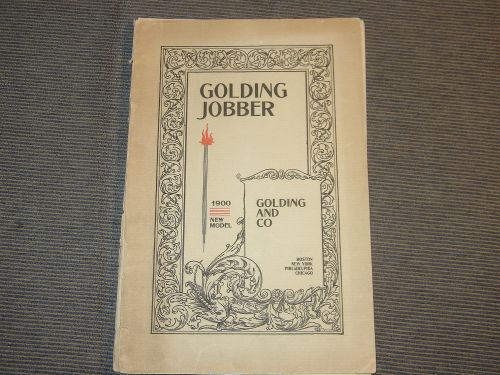 GOLDING
JOBBER
1900
NEW
MODEL
GOLDING
AND
CO
BOSTON
NEW YORK
PHILADELPHIA
CHICAGO